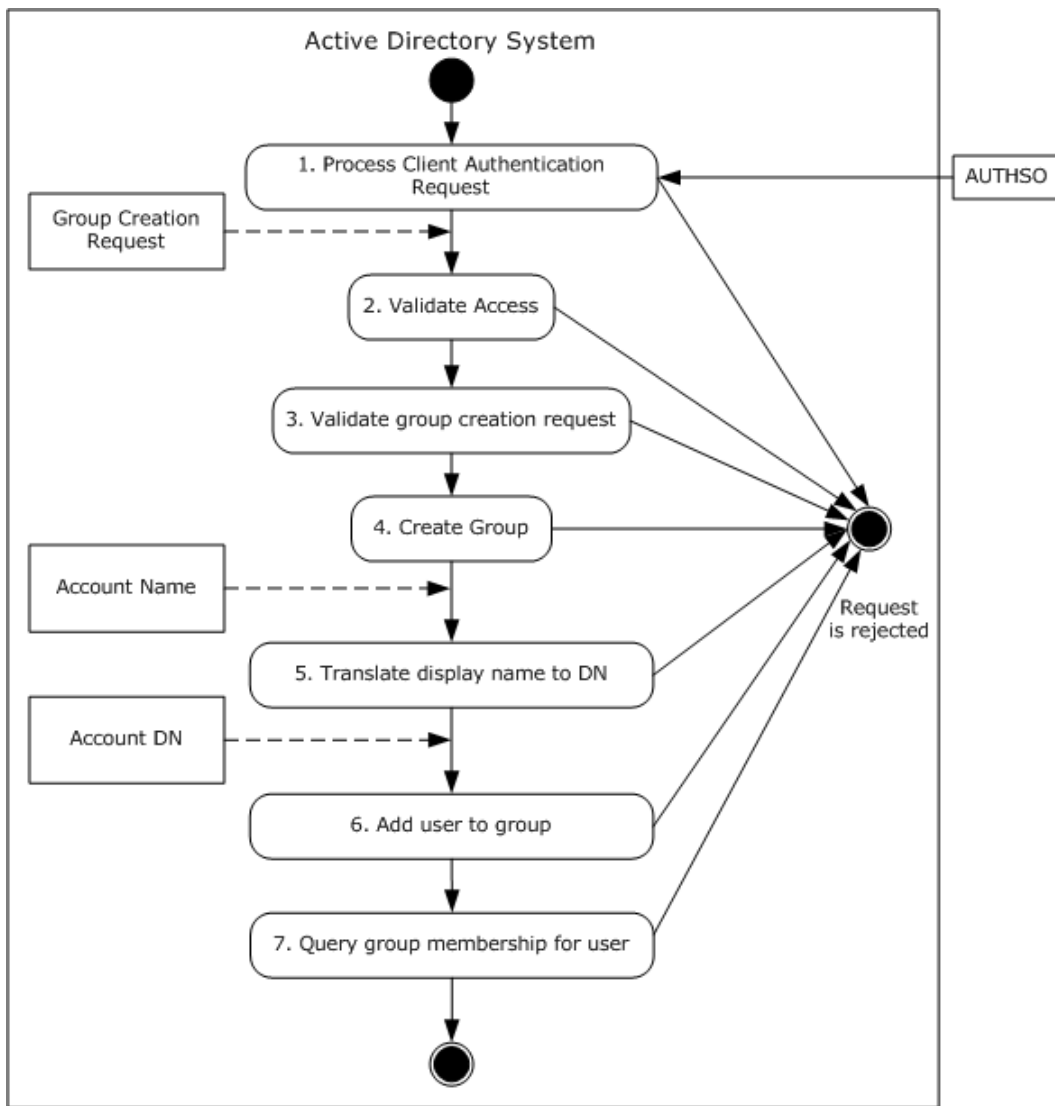 Active Directory System
1. Process Client Authentication
Request
AUTHSO
Group Creation
Request
2. Validate Access
3. Validate group creation request
4. Create Group
Account Name
Request
is rejected
5. Translate display name to DN
Account DN
6. Add user to group
7. Query group membership for user